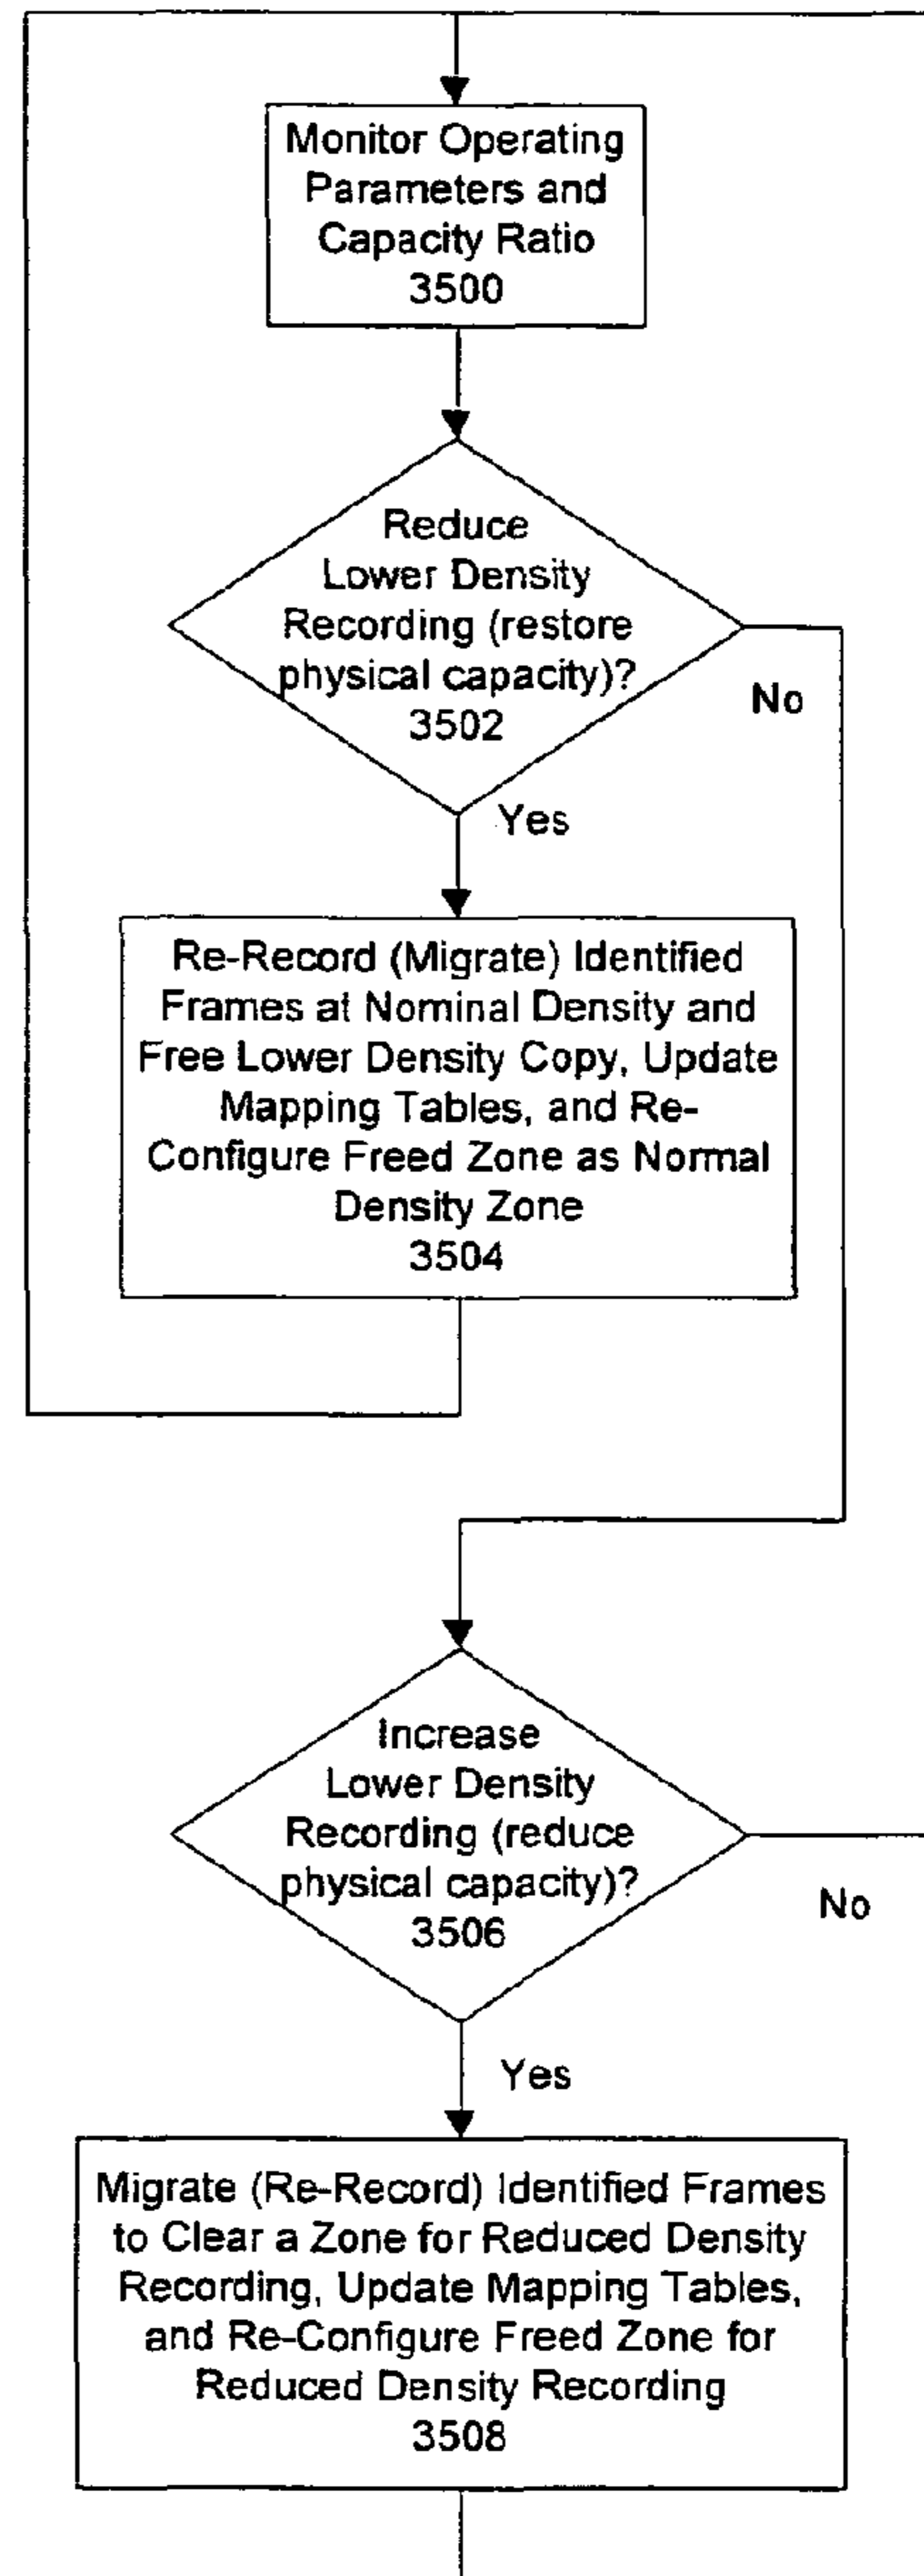 Monitor Operating
Parameters and
Capacity Ratio
3500
Reduce
Lower Density
Recording (restore
physical capacity)?
3502
No
Yes
Re-Record (Migrate) Identified
Frames at Nominal Density and
Free Lower Density Copy, Update
Mapping Tables, and Re-
Configure Freed Zone as Normal
Density Zone
3504
Increase
Lower Density
Recording (reduce
physical capacity)?
3506
No
Yes
Migrate (Re-Record) Identified Frames
to Clear a Zone for Reduced Density
Recording, Update Mapping Tables,
and Re-Configure Freed Zone for
Reduced Density Recording
3508